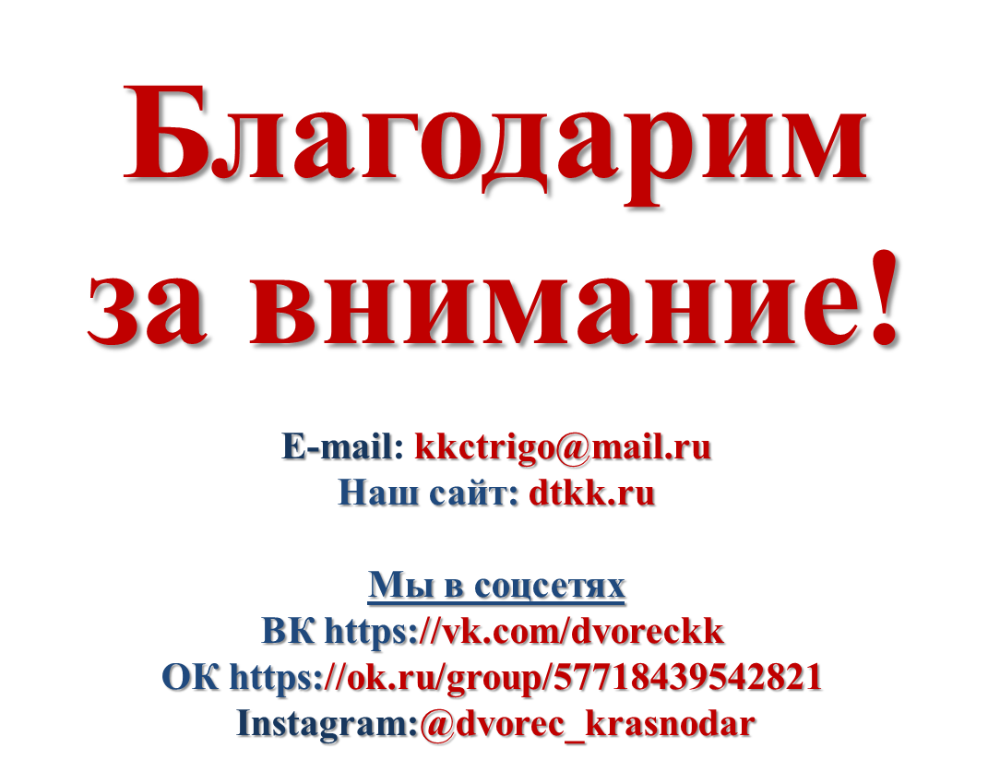 Благодарим
за внимание!
E-mail: kkctrigo@mail.ru
Наш сайт: dtkk.ru
Мы в соцсетях
ВК https://vk.com/dvoreckk
ОК https://ok.ru/group/57718439542821
Instagram:@dvorec_krasnodar